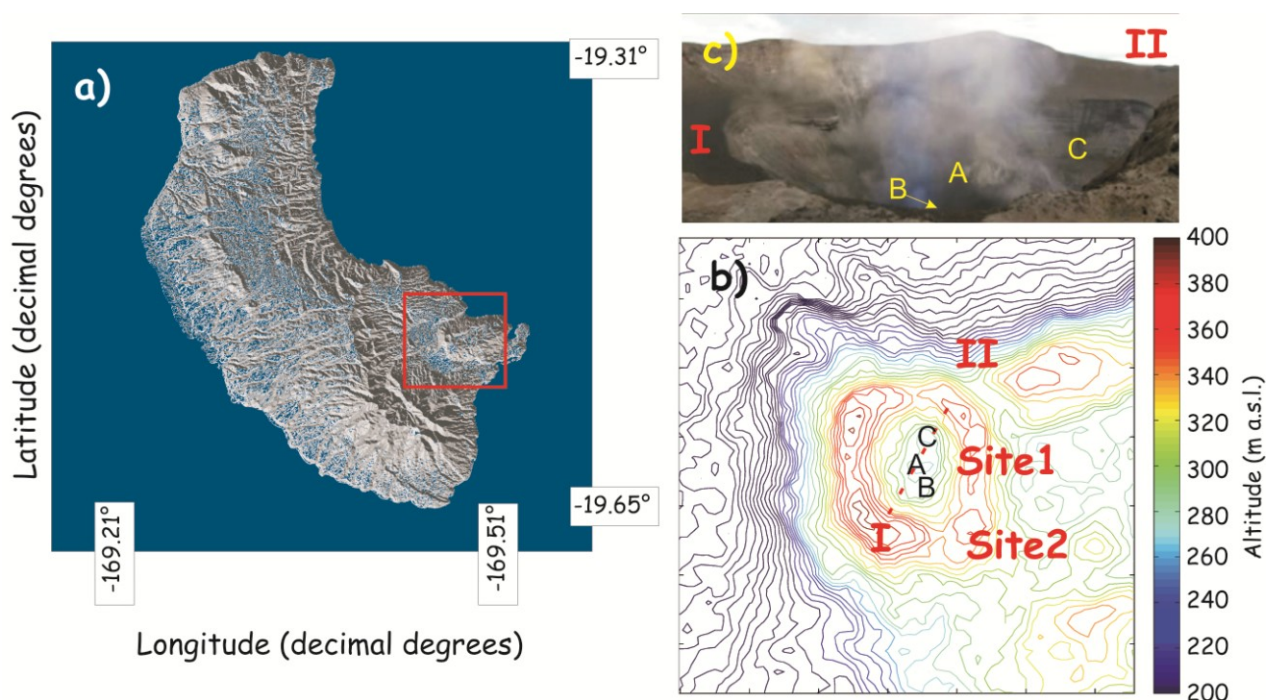 a)
-19.31°
-19.65°
-169.21°
-169.51°
Latitude (decimal degrees)
Longitude (decimal degrees)
c)
I
II
A
B
C
b)
II
C
A
B
I
Site1
Site2
400
380
360
340
320
300
280
260
240
220
200
Altitude (m a.s.l.)